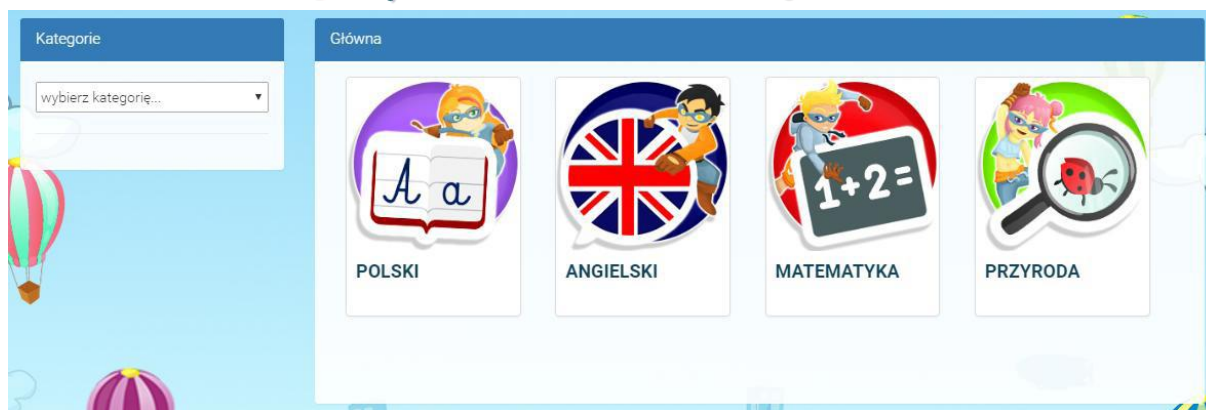 Kategorie
wybierz kategorię...
Główna
A a
1+2=
POLSKI
ANGIELSKI
MATEMATYKA
PRZYRODA